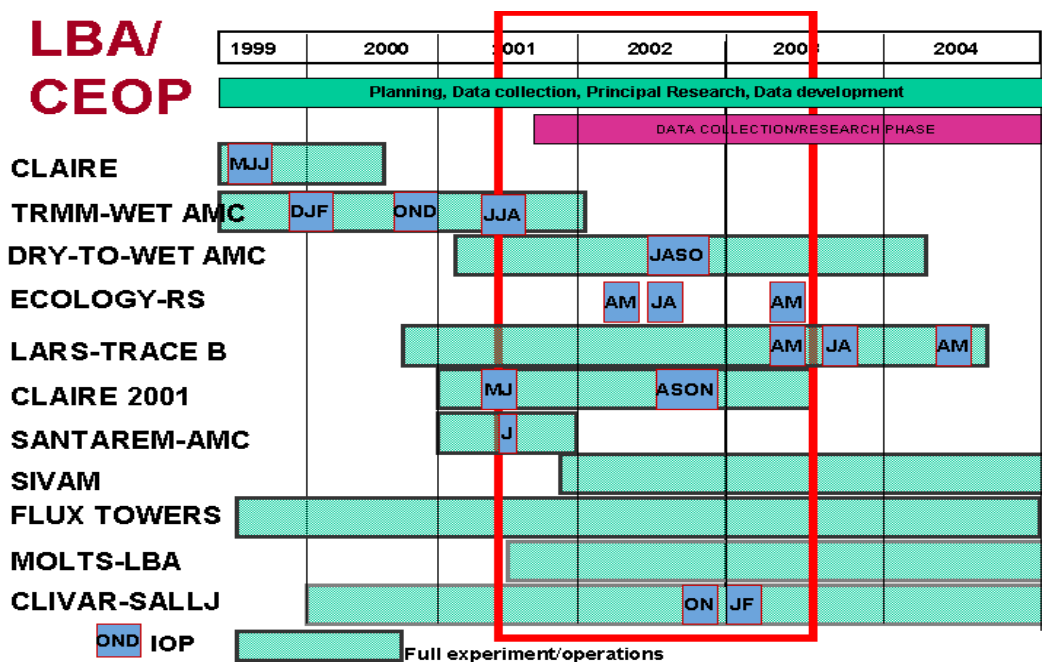 LBA/
CEOP
1999 2000 2001 2002 2003 2004
Planning, Data collection, Principal Research, Data development
DATA COLLECTION/RESEARCH PHASE
CLAIRE MJJ
TRMM-WET AMC DJF OND JJA
DRY-TO-WET AMC JASO
ECOLOGY-RS AM JA AM
LARS-TRACE B AM JA AM
CLAIRE 2001 MJ ASON
SANTAREM-AMC J
SIVAM
FLUX TOWERS
MOLTS-LBA
CLIVAR-SALLJ ON JF
OND IOP
Full experiment/operations